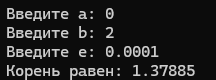 Введите a: 0
Введите b: 2
Введите e: 0.0001
Корень равен: 1.37885